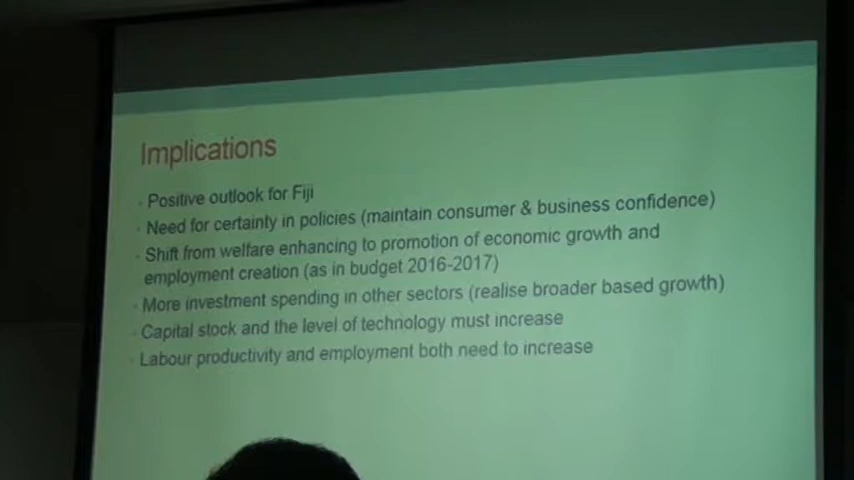 Implications
Positive outlook for Fiji
Need for certainty in policies (maintain consumer & business confidence)
Shift from welfare enhancing to promotion of economic growth and
employment creation (as in budget 2016-2017)
More investment spending in other sectors (realise broader based growth)
Capital stock and the level of technology must increase
Labour productivity and employment both need to increase